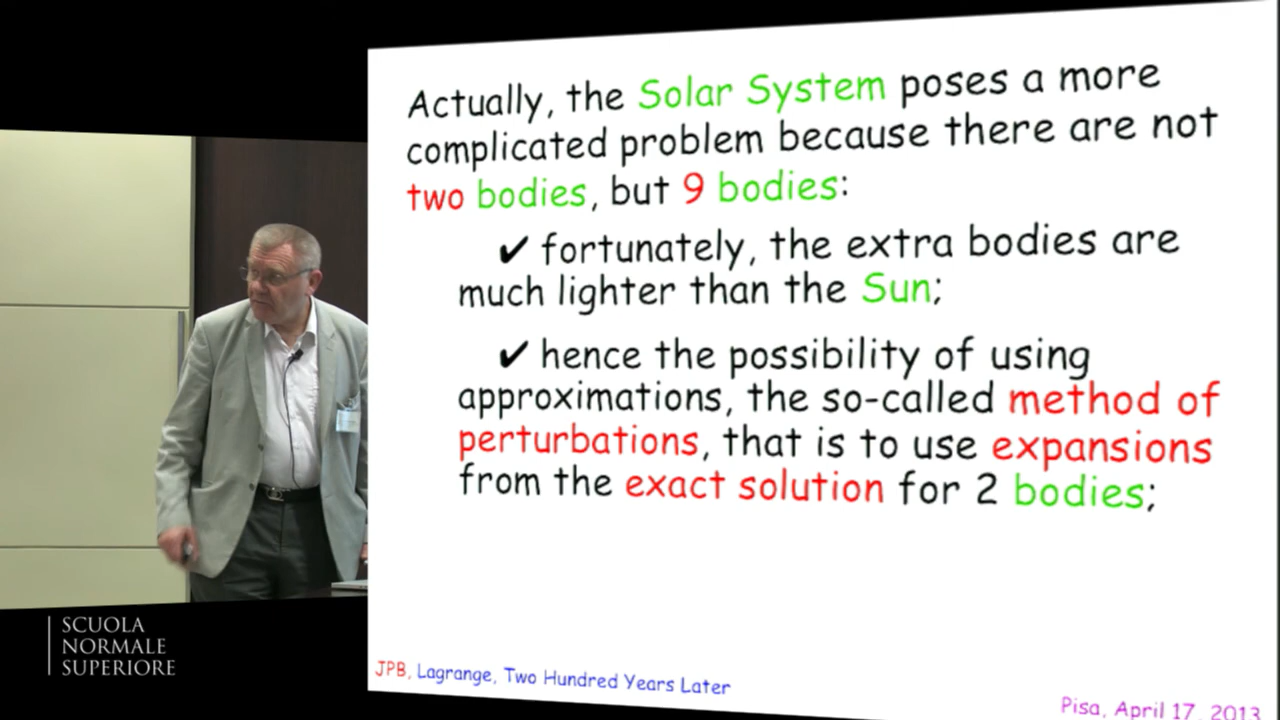 Actually, the Solar System poses a more
complicated problem because there are not
two bodies, but 9 bodies:
✔ fortunately, the extra bodies are
much lighter than the Sun;
✔ hence the possibility of using
approximations, the so-called method of
perturbations, that is to use expansions
from the exact solution for 2 bodies;
JPB, Lagrange, Two Hundred Years Later
Pisa, April 17, 2013
SCUOLA
NORMALE
SUPERIORE